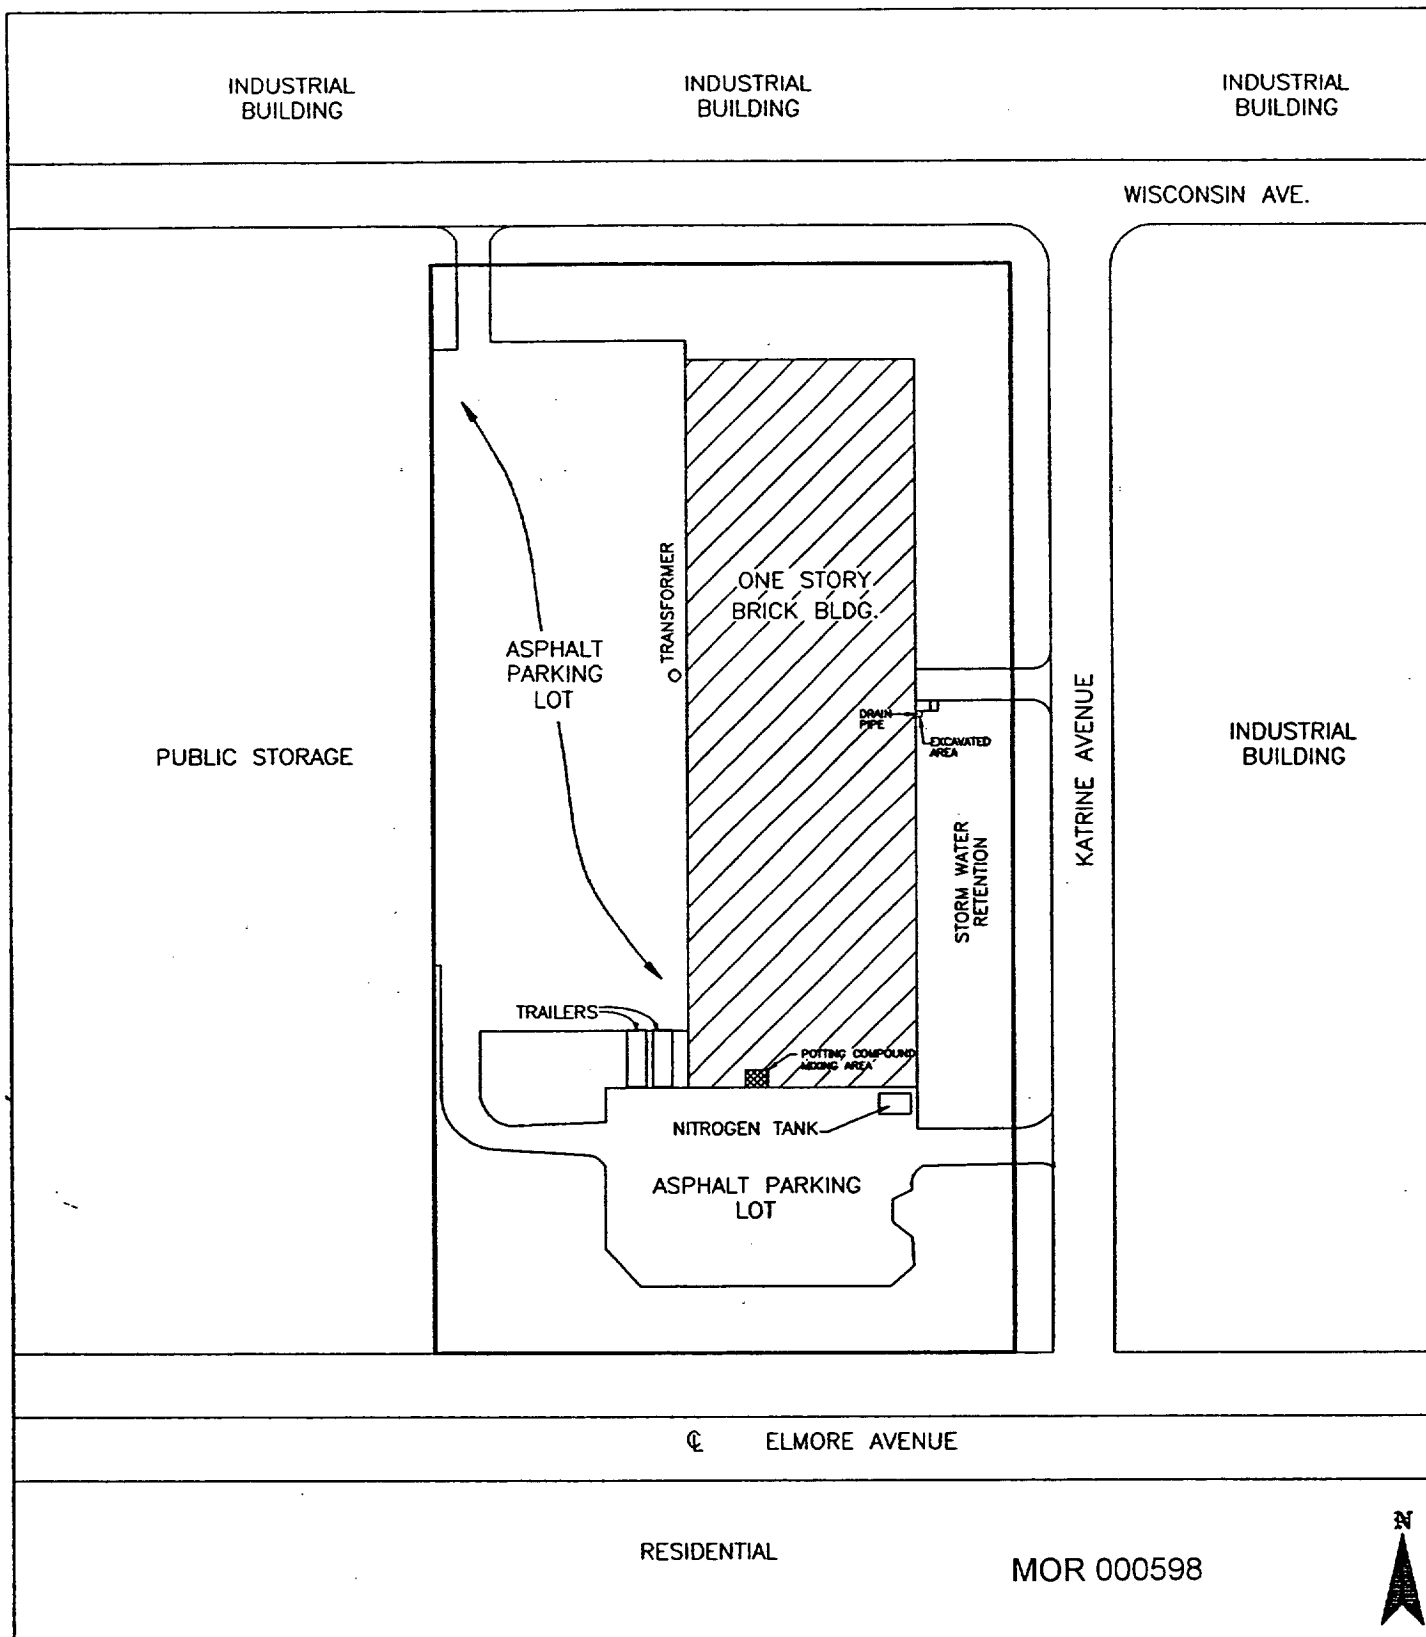 INDUSTRIAL
BUILDING
INDUSTRIAL
BUILDING
INDUSTRIAL
BUILDING
WISCONSIN AVE.
TRANSFORMER
ONE STORY
BRICK BLDG.
ASPHALT
PARKING
LOT
PUBLIC STORAGE
DRAIN
PIPE
EXCAVATED
AREA
KATRINE AVENUE
INDUSTRIAL
BUILDING
STORM WATER
RETENTION
TRAILERS
POTTING COMPOUND
MIXING AREA
NITROGEN TANK
ASPHALT PARKING
LOT
℄ ELMORE AVENUE
RESIDENTIAL
MOR 000598
N